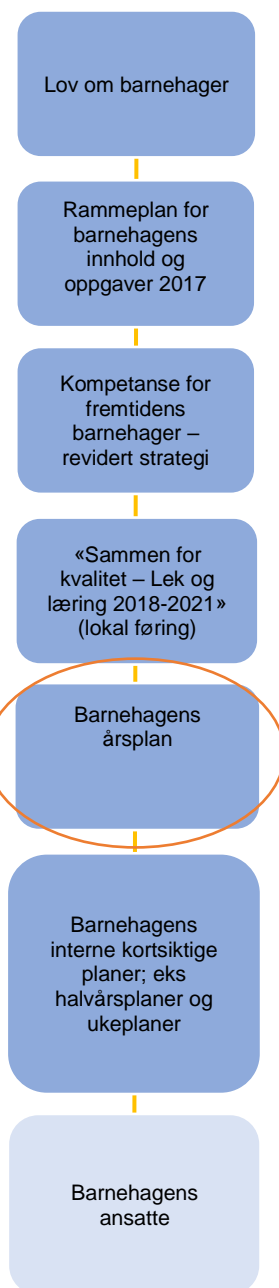 Lov om barnehager
Rammeplan for
barnehagens
innhold og
oppgaver 2017
Kompetanse for
fremtidens
barnehager –
revidert strategi
«Sammen for
kvalitet – Lek og
læring 2018-2021»
(lokal føring)
Barnehagens
årsplan
Barnehagens
interne kortsiktige
planer; eks
halvårsplaner og
ukeplaner
Barnehagens
ansatte